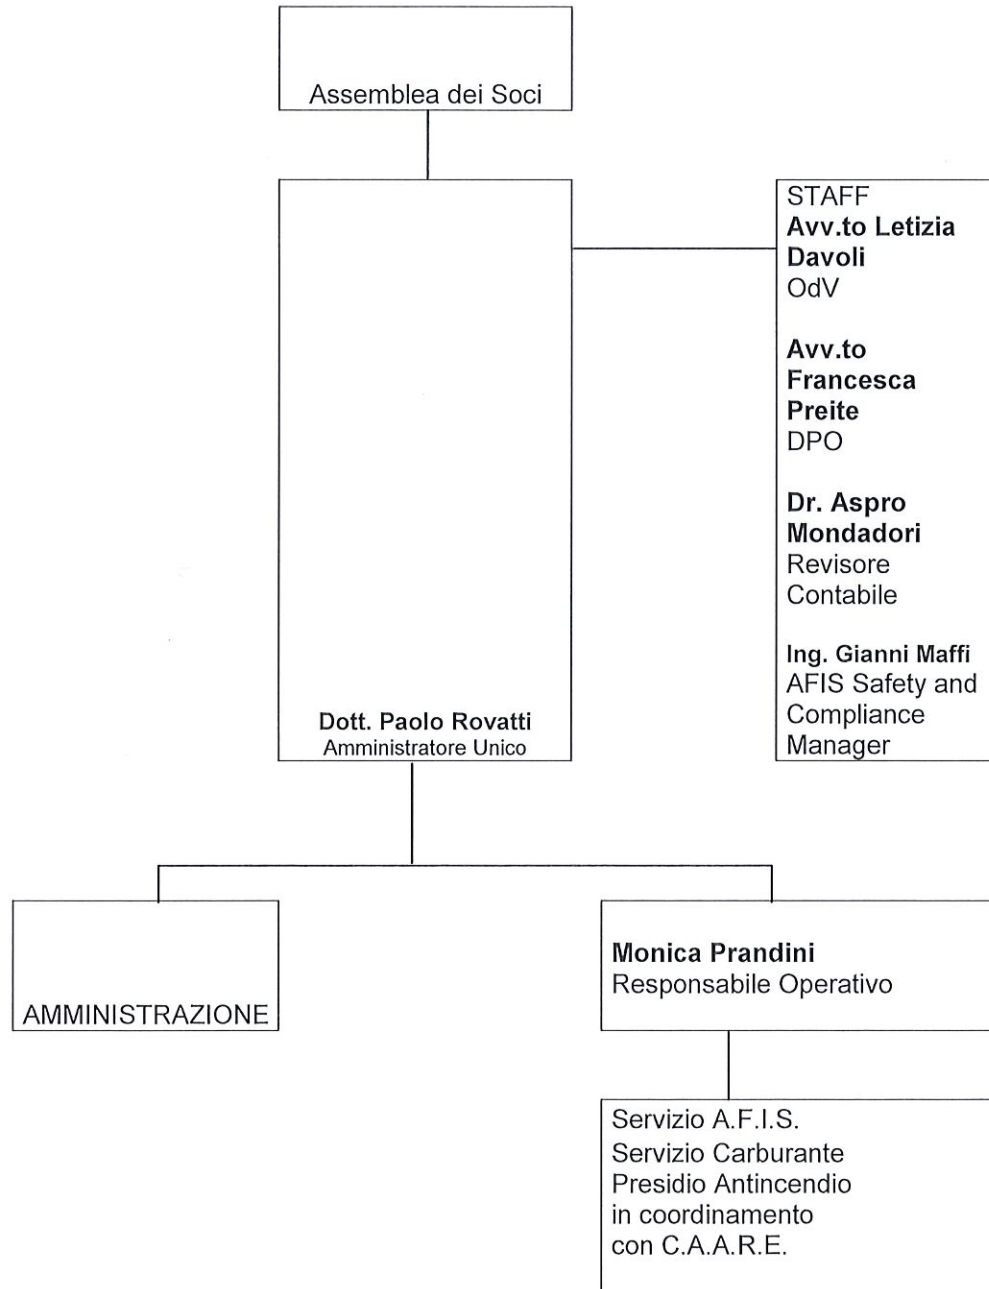 Assemblea dei Soci
STAFF
Avv.to Letizia
Davoli
OdV
Avv.to
Francesca
Preite
DPO
Dr. Aspro
Mondadori
Revisore
Contabile
Ing. Gianni Maffi
AFIS Safety and
Compliance
Manager
Dott. Paolo Rovatti
Amministratore Unico
AMMINISTRAZIONE
Monica Prandini
Responsabile Operativo
Servizio A.F.I.S.
Servizio Carburante
Presidio Antincendio
in coordinamento
con C.A.A.R.E.